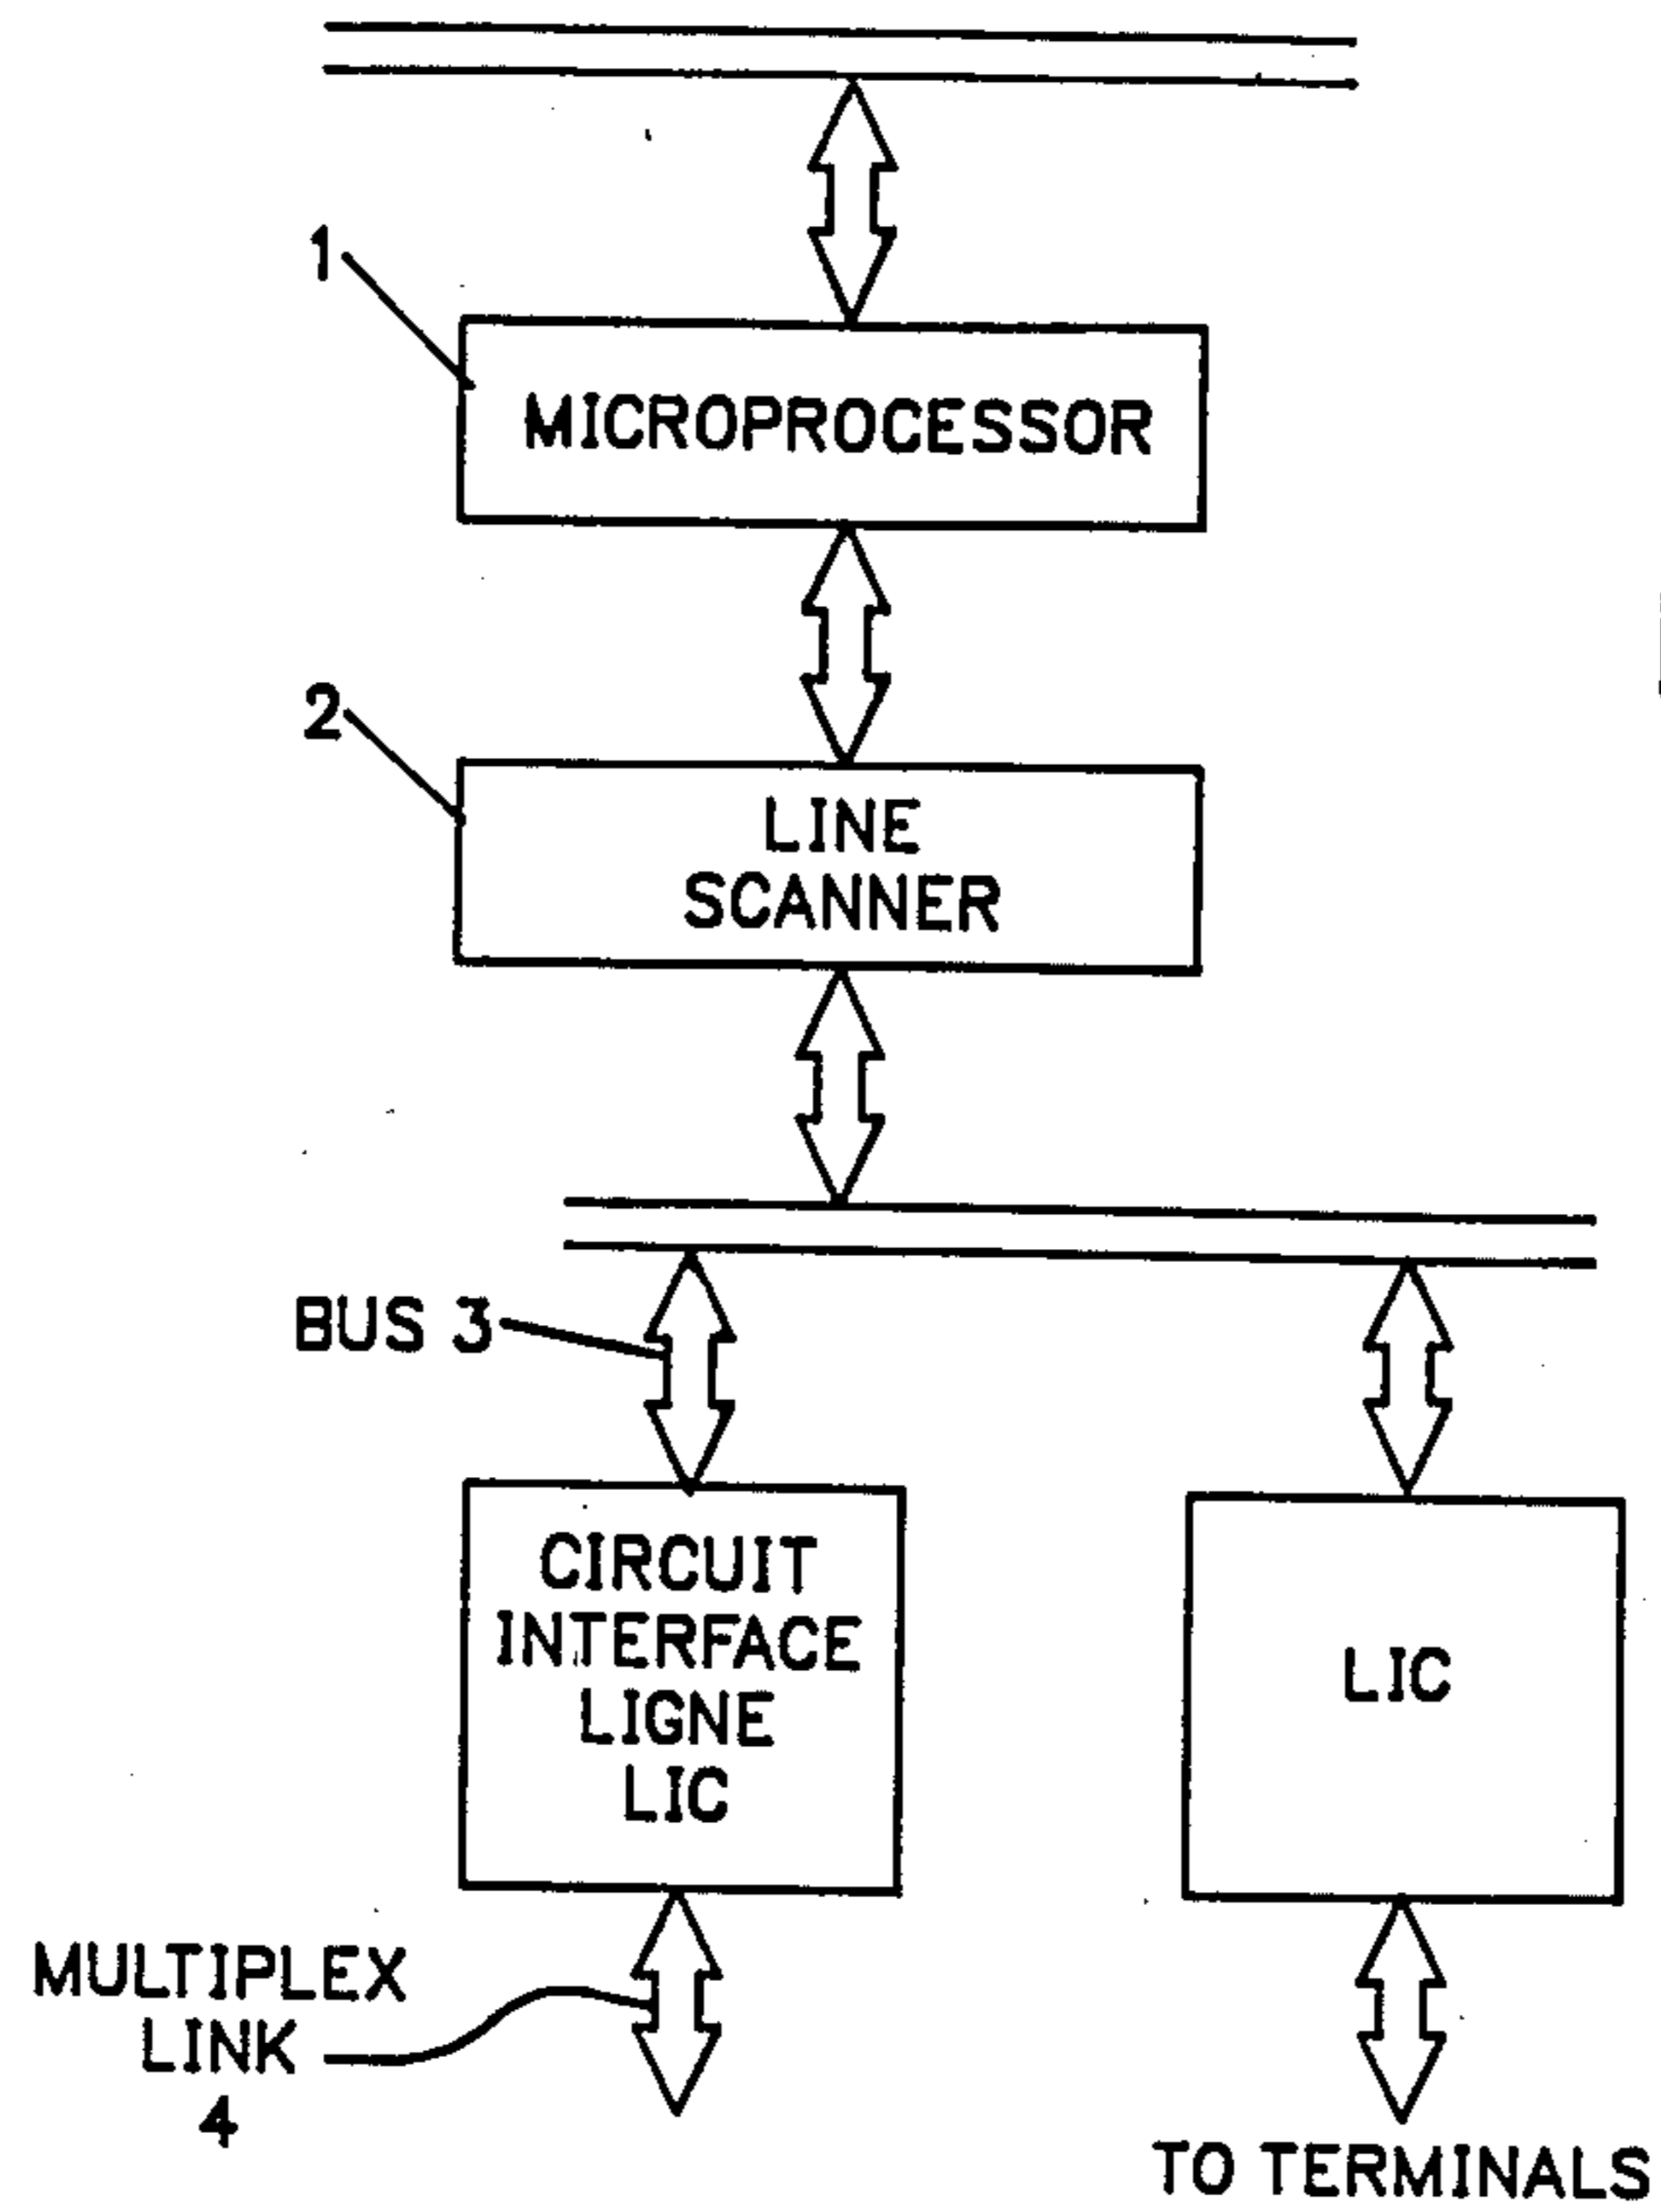 1
MICROPROCESSOR
2
LINE
SCANNER
BUS 3
CIRCUIT
INTERFACE
LIGNE
LIC
LIC
MULTIPLEX
LINK
4
TO TERMINALS